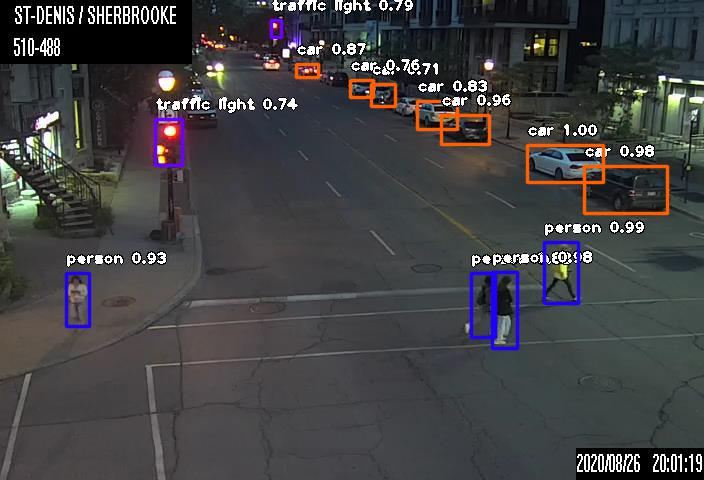 traffic light 0.79
ST-DENIS / SHERBROOKE
510-488
car 0.87
car 0.76
0.71
car 0.83
car 0.96
traffic light 0.74
car 1.00
car 0.98
person 0.99
person 0.93
0.98
2020/08/26 20:01:19